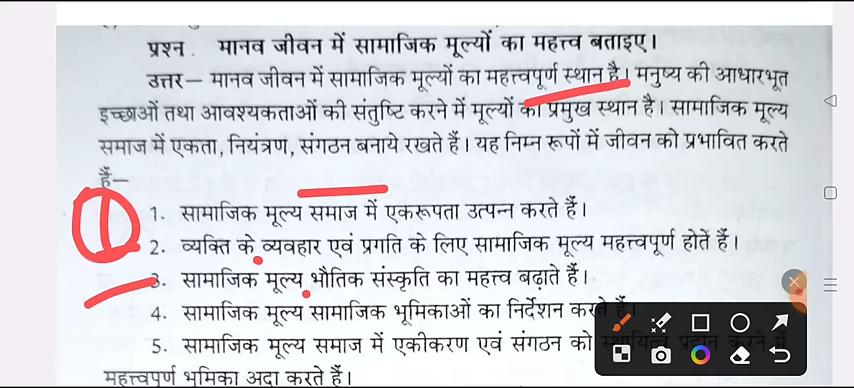 प्रश्न . मानव जीवन में सामाजिक मूल्यों का महत्त्व बताइए।
उत्तर— मानव जीवन में सामाजिक मूल्यों का महत्त्वपूर्ण स्थान है। मनुष्य की आधारभूत
इच्छाओं तथा आवश्यकताओं की संतुष्टि करने में मूल्यों का प्रमुख स्थान है। सामाजिक मूल्य
समाज में एकता, नियंत्रण, संगठन बनाये रखते हैं। यह निम्न रूपों में जीवन को प्रभावित करते
हैं—
1. सामाजिक मूल्य समाज में एकरूपता उत्पन्न करते हैं।
2. व्यक्ति के व्यवहार एवं प्रगति के लिए सामाजिक मूल्य महत्त्वपूर्ण होते हैं।
3. सामाजिक मूल्य भौतिक संस्कृति का महत्त्व बढ़ाते हैं।
4. सामाजिक मूल्य सामाजिक भूमिकाओं का निर्देशन करते हैं।
5. सामाजिक मूल्य समाज में एकीकरण एवं संगठन को स्थायित्व प्रदान करने में
महत्त्वपूर्ण भूमिका अदा करते हैं।